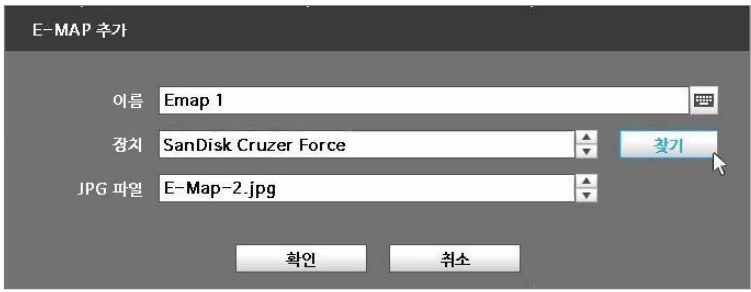 E-MAP 추가
이름 Emap 1
장치 SanDisk Cruzer Force 찾기
JPG 파일 E-Map-2.jpg
확인 취소